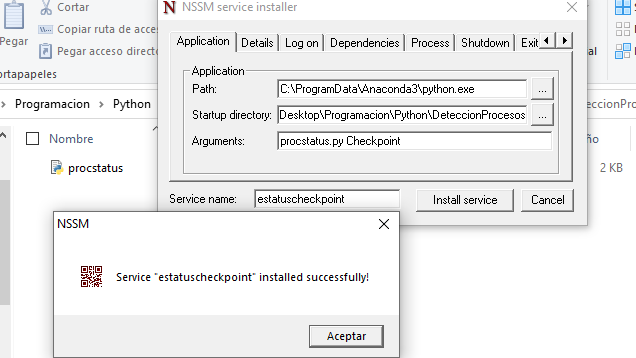 Cortar
Copiar ruta de acces
Pegar
Pegar acceso direct
rtapapeles
Programacion > Python
eccionPro
Nombre
ño
procstatus
2 KB
NSSM service installer
Application
Details
Log on
Dependencies
Process
Shutdown
Exit
Application
Path:
C:\ProgramData\Anaconda3\python.exe
...
Startup directory:
Desktop\Programacion\Python\DeteccionProcesos
...
Arguments:
procstatus.py Checkpoint
Service name:
estatuscheckpoint
Install service
Cancel
NSSM
Service "estatuscheckpoint" installed successfully!
Aceptar